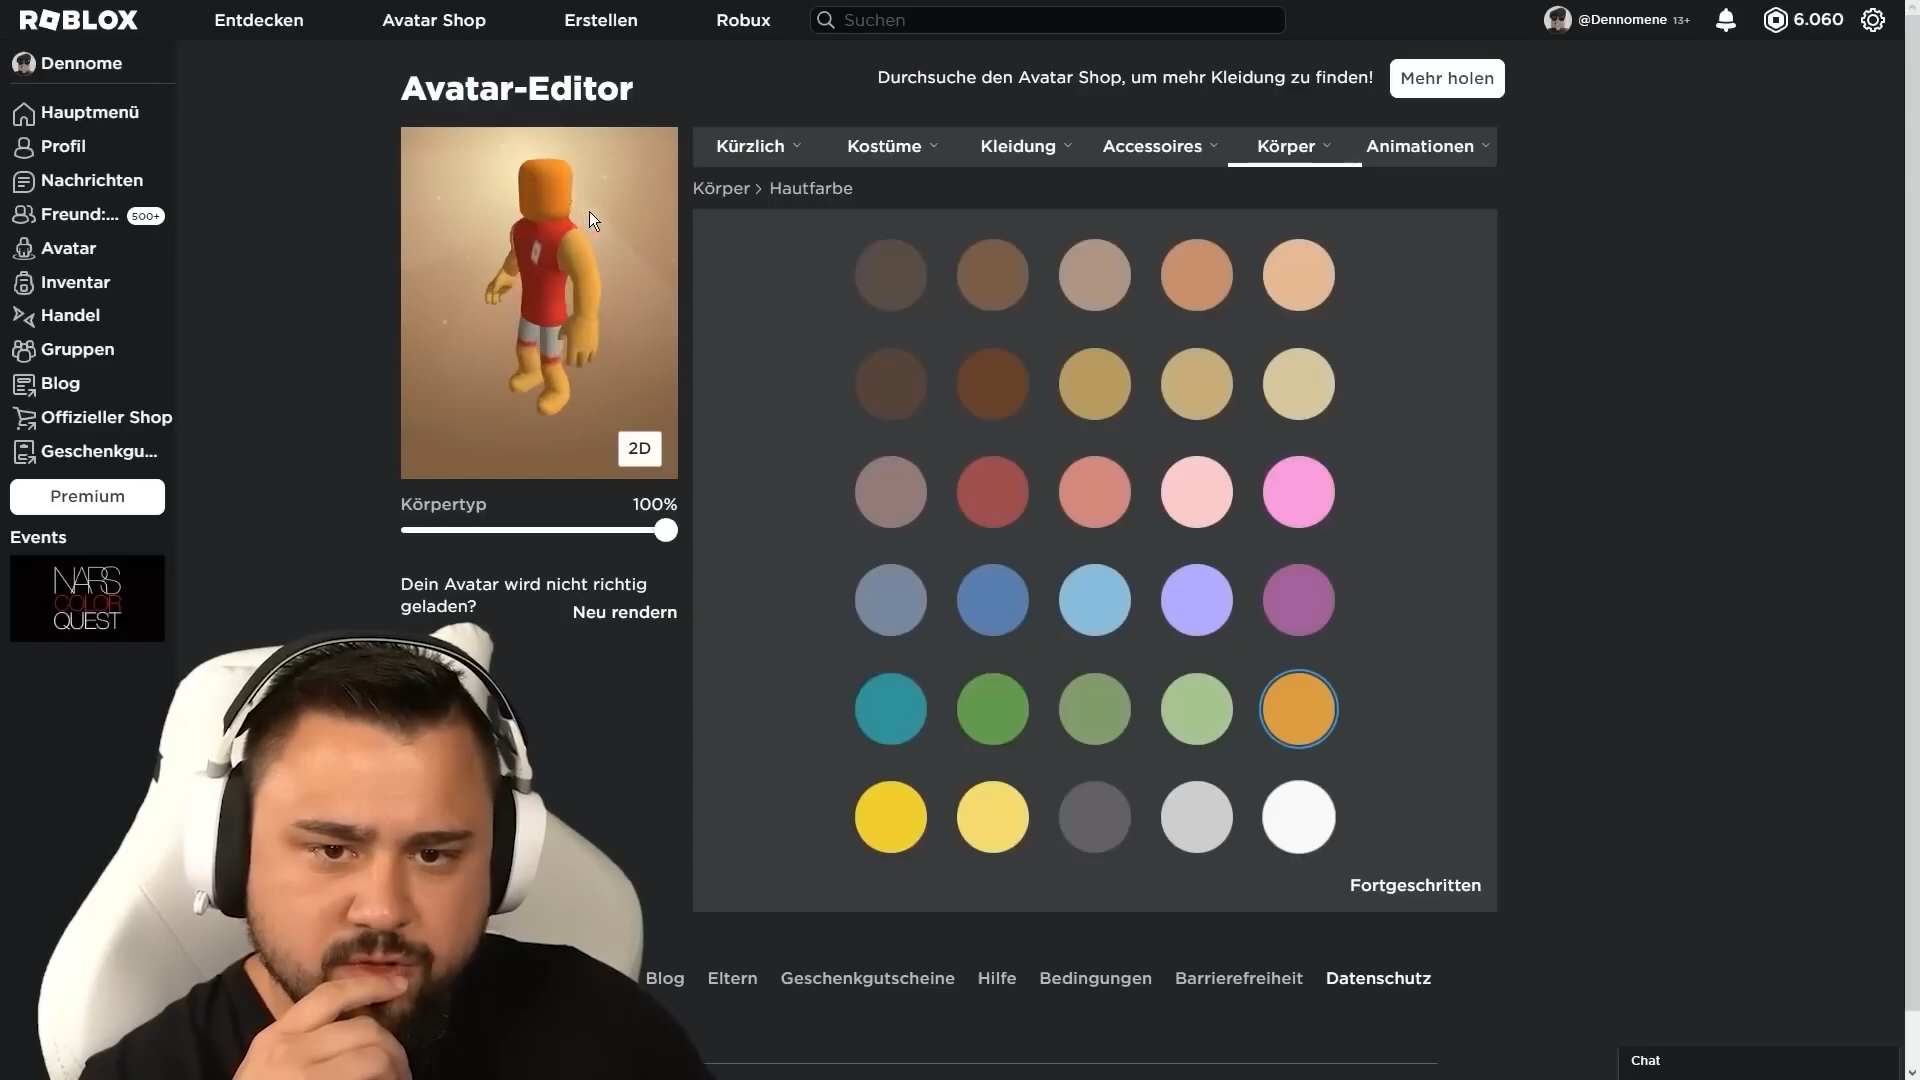 ROBLOX Entdecken Avatar Shop Erstellen Robux Suchen @Dennomene 13+ 6.060
Dennome
Hauptmenü
Profil
Nachrichten
Freund:... 500+
Avatar
Inventar
Handel
Gruppen
Blog
Offizieller Shop
Geschenkgu...
Premium
Events
NARS
COLOR
QUEST
Avatar-Editor
Durchsuche den Avatar Shop, um mehr Kleidung zu finden! Mehr holen
2D
Körpertyp 100%
Dein Avatar wird nicht richtig
geladen? Neu rendern
Kürzlich Kostüme Kleidung Accessoires Körper Animationen
Körper > Hautfarbe
Fortgeschritten
Blog Eltern Geschenkgutscheine Hilfe Bedingungen Barrierefreiheit Datenschutz
Chat